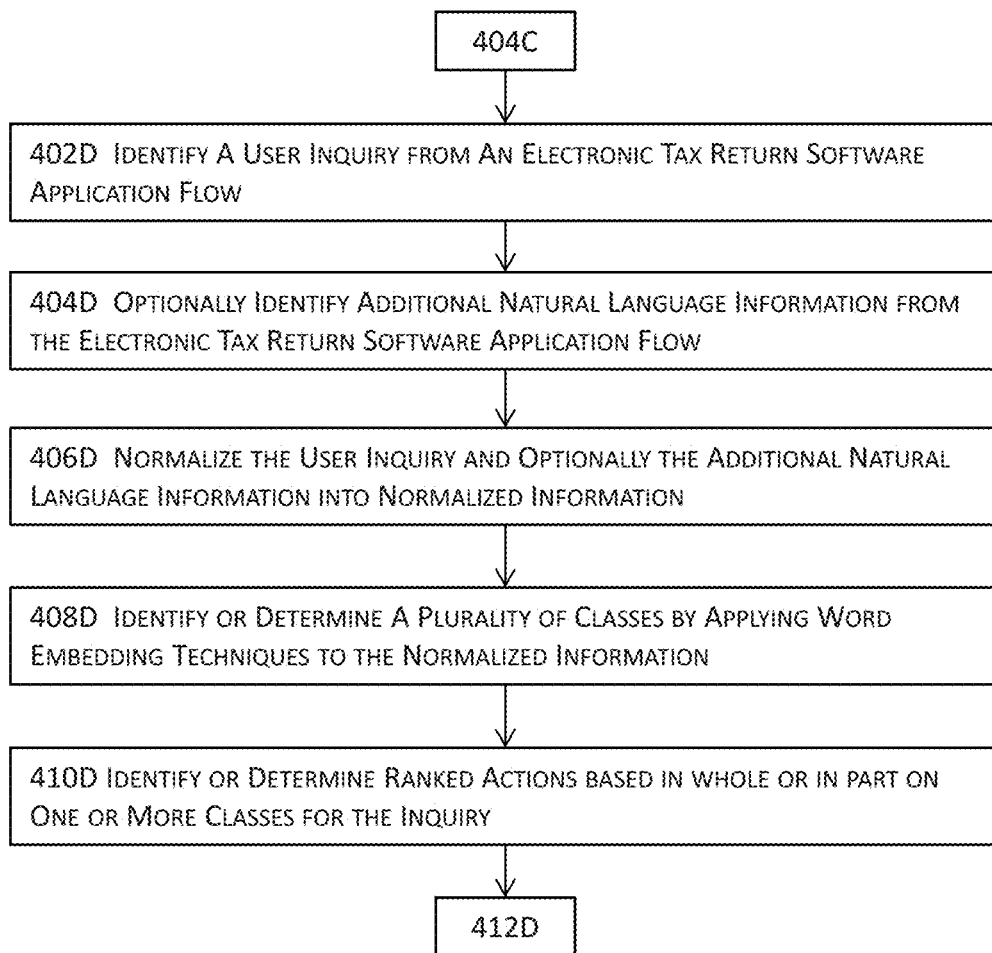 404C
402D IDENTIFY A USER INQUIRY FROM AN ELECTRONIC TAX RETURN SOFTWARE
APPLICATION FLOW
404D OPTIONALLY IDENTIFY ADDITIONAL NATURAL LANGUAGE INFORMATION FROM
THE ELECTRONIC TAX RETURN SOFTWARE APPLICATION FLOW
406D NORMALIZE THE USER INQUIRY AND OPTIONALLY THE ADDITIONAL NATURAL
LANGUAGE INFORMATION INTO NORMALIZED INFORMATION
408D IDENTIFY OR DETERMINE A PLURALITY OF CLASSES BY APPLYING WORD
EMBEDDING TECHNIQUES TO THE NORMALIZED INFORMATION
410D IDENTIFY OR DETERMINE RANKED ACTIONS BASED IN WHOLE OR IN PART ON
ONE OR MORE CLASSES FOR THE INQUIRY
412D